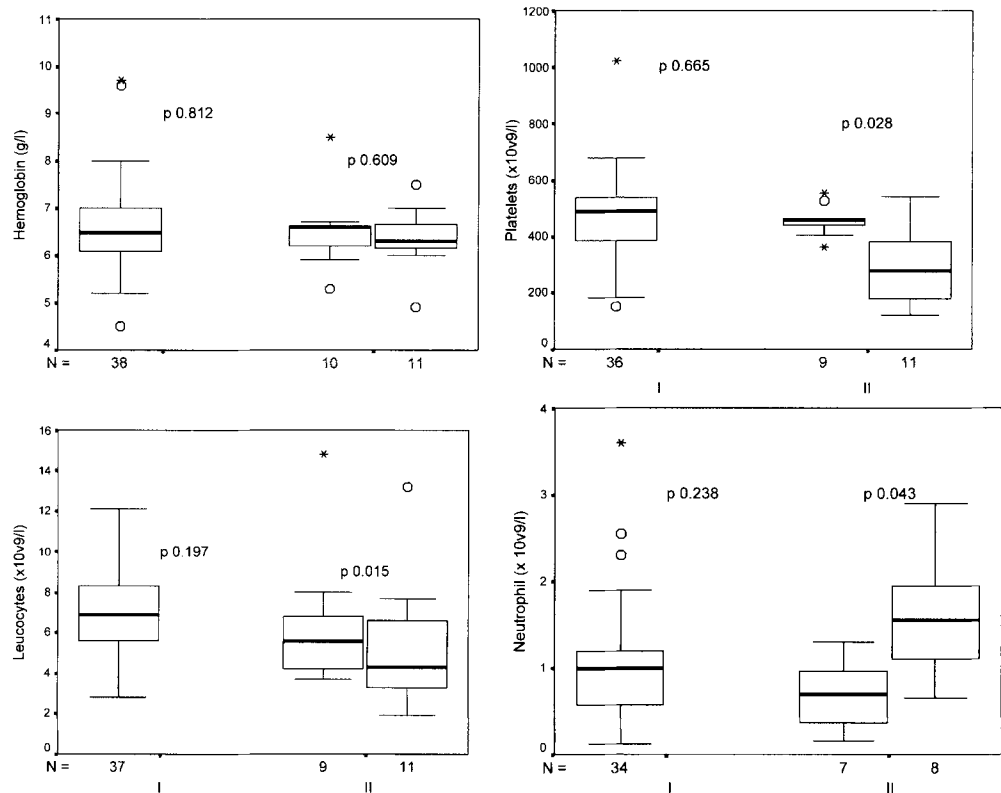 11
10
9
8
7
6
5
4
Hemoglobin (g/l)
p 0.812
p 0.609
N = 36 10 11
1200
1000
800
600
400
200
0
Platelets (x10v9/l)
p 0.665
p 0.028
N = 36 9 11
I II
16
14
12
10
8
6
4
2
0
Leucocytes (x10v9/l)
p 0.197
p 0.015
N = 37 9 11
I II
4
3
2
1
0
Neutrophil (x 10v9/l)
p 0.238
p 0.043
N = 34 7 8
I II